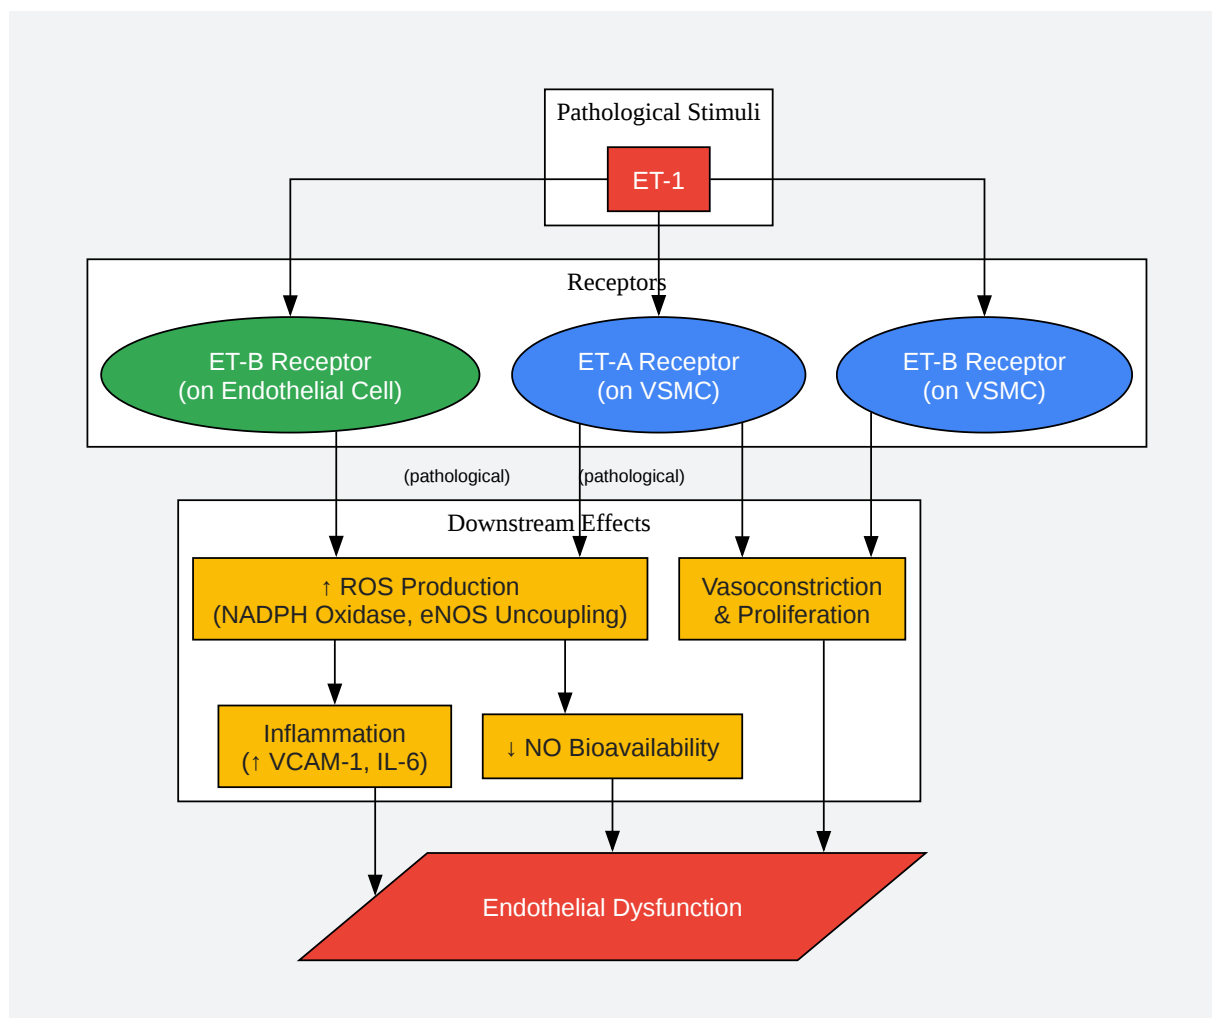 Pathological Stimuli
ET-1
Receptors
ET-B Receptor
(on Endothelial Cell)
ET-A Receptor
(on VSMC)
ET-B Receptor
(on VSMC)
(pathological)
(pathological)
Downstream Effects
↑ ROS Production
(NADPH Oxidase, eNOS Uncoupling)
Vasoconstriction
& Proliferation
Inflammation
(↑ VCAM-1, IL-6)
↓ NO Bioavailability
Endothelial Dysfunction